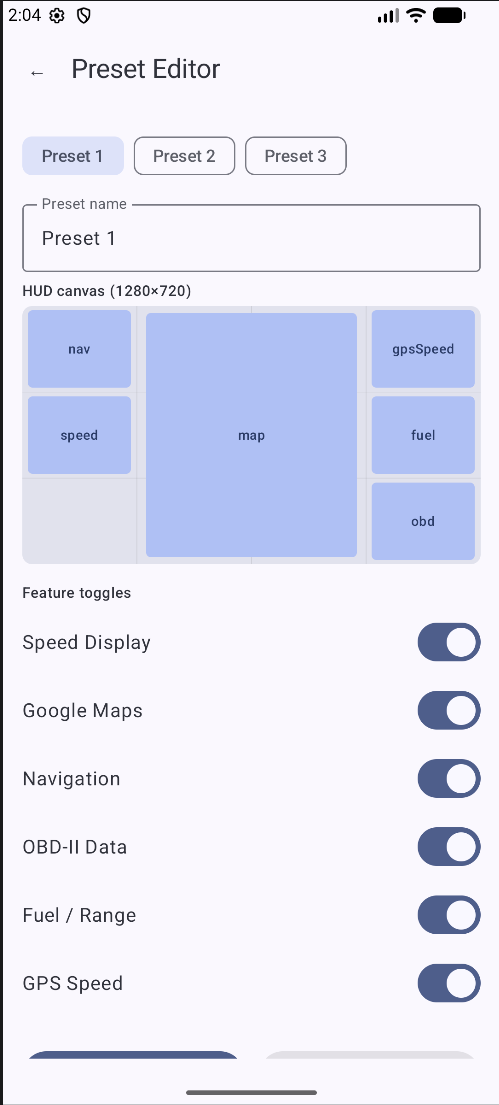 2:04
← Preset Editor
Preset 1 Preset 2 Preset 3
Preset name
Preset 1
HUD canvas (1280×720)
nav
gpsSpeed
speed
map
fuel
obd
Feature toggles
Speed Display
Google Maps
Navigation
OBD-II Data
Fuel / Range
GPS Speed